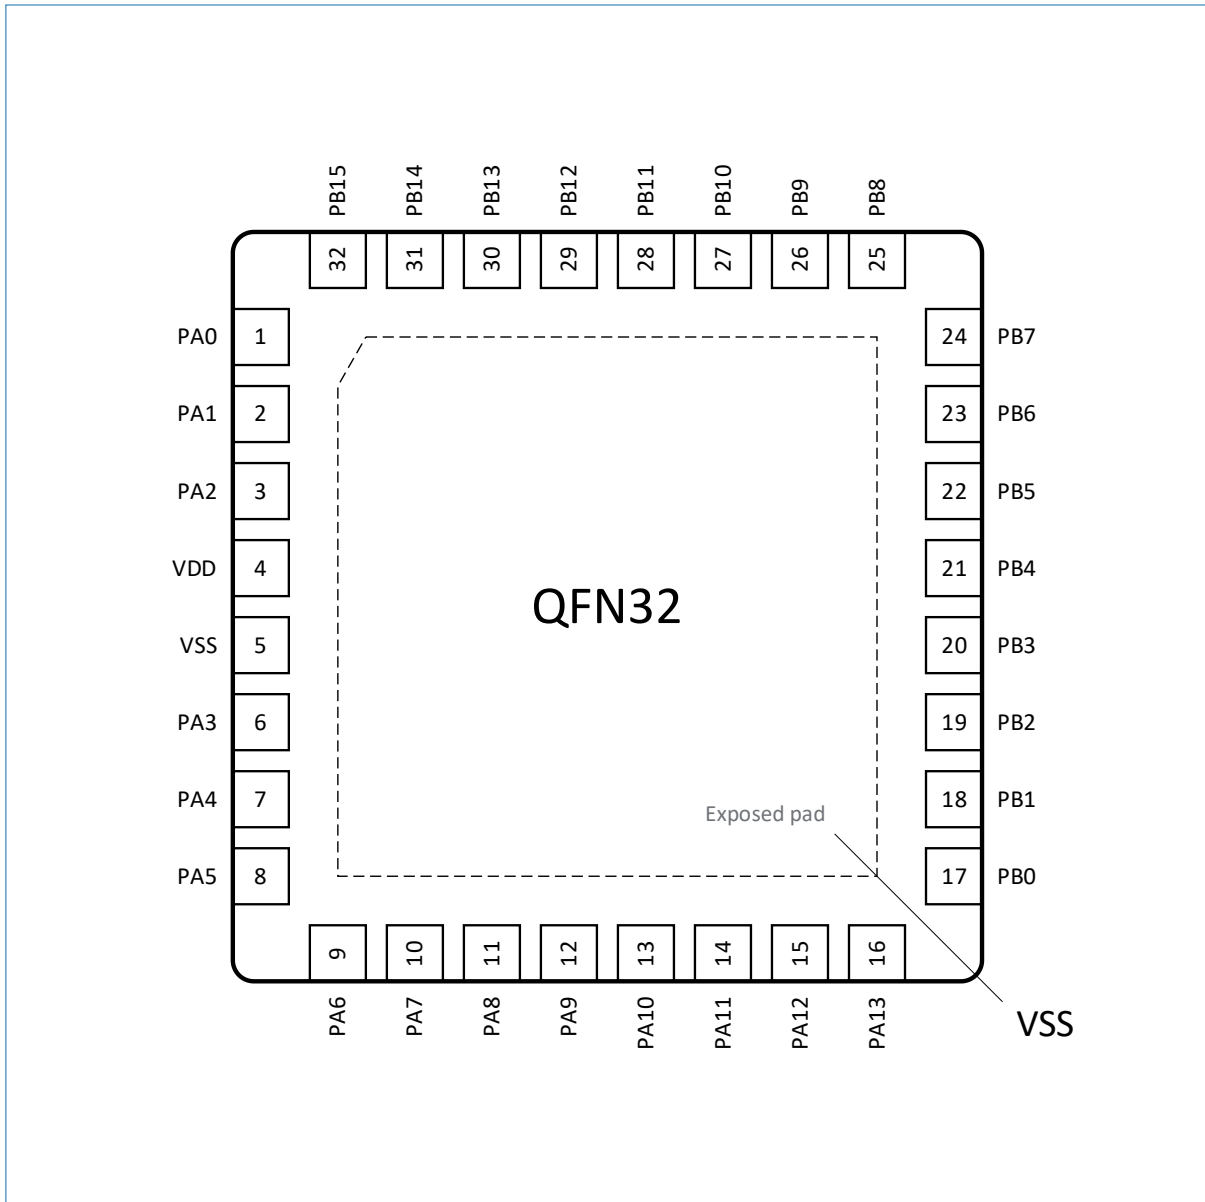 PB15 PB14 PB13 PB12 PB11 PB10 PB9 PB8
32 31 30 29 28 27 26 25
PA0 1 24 PB7
PA1 2 23 PB6
PA2 3 22 PB5
VDD 4 21 PB4
QFN32
VSS 5 20 PB3
PA3 6 19 PB2
PA4 7 18 PB1
Exposed pad
PA5 8 17 PB0
9 10 11 12 13 14 15 16
PA6 PA7 PA8 PA9 PA10 PA11 PA12 PA13
VSS